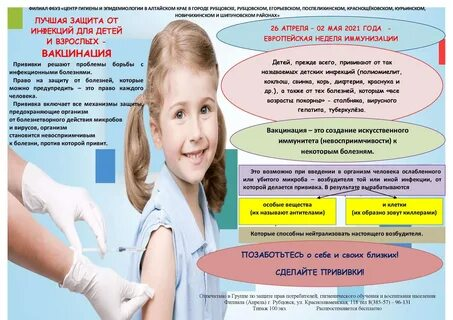 ФИЛИАЛ ФБУЗ «ЦЕНТР ГИГИЕНЫ И ЭПИДЕМИОЛОГИИ В АЛТАЙСКОМ КРАЕ В ГОРОДЕ РУБЦОВСКЕ, РУБЦОВСКОМ, ЕГОРЬЕВСКОМ, ПОСПЕЛИХИНСКОМ, КРАСНОЩЁКОВСКОМ, КУРЬИНСКОМ,
НОВИЧИХИНСКОМ И ШИПУНОВСКОМ РАЙОНАХ»
ЛУЧШАЯ ЗАЩИТА ОТ
ИНФЕКЦИЙ ДЛЯ ДЕТЕЙ
И ВЗРОСЛЫХ -
ВАКЦИНАЦИЯ
Прививки решают проблемы борьбы с
инфекционными болезнями.
Право на защиту от болезней, которые
можно предупредить – это право каждого
человека.
Прививка включает все механизмы защиты,
предохраняющие организм
от болезнетворного действия микробов
и вирусов, организм
становится невосприимчивым
к болезни, против которой привит.
26 АПРЕЛЯ - 02 МАЯ 2021 ГОДА -
ЕВРОПЕЙСКАЯ НЕДЕЛЯ ИММУНИЗАЦИИ
Детей, прежде всего, прививают от так
называемых детских инфекций (полиомиелит,
коклюш, свинка, корь, дифтерия, краснуха и
др.), а также от тех болезней, которым «все
возрасты покорны» - столбняка, вирусного
гепатита, туберкулёза.
Вакцинация – это создание искусственного
иммунитета (невосприимчивости) к
некоторым болезням.
Это возможно при введении в организм человека ослабленного
или убитого микроба – возбудителя той или иной инфекции, от
которой делается прививка. В результате вырабатываются
особые вещества
(их называют антителами)
и клетки
(их образно зовут киллерами)
Которые способны нейтрализовать настоящего возбудителя.
ПОЗАБОТЬТЕСЬ о себе и своих близких!
СДЕЛАЙТЕ ПРИВИВКИ!
Отпечатано в Группе по защите прав потребителей, гигиенического обучения и воспитания населения
Филиала г. Рубцовск, ул. Краснознаменская, 118 тел 8(385-57) – 96-131
Тираж 100 экз Распространяется бесплатно